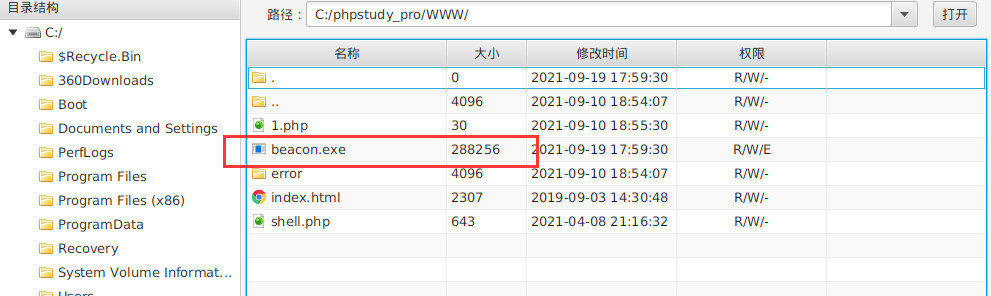 目录结构
路径： C:/phpstudy_pro/WWW/ 打开
C:/
$Recycle.Bin
360Downloads
Boot
Documents and Settings
PerfLogs
Program Files
Program Files (x86)
ProgramData
Recovery
System Volume Informat...
Users
名称 大小 修改时间 权限
. 0 2021-09-19 17:59:30 R/W/-
.. 4096 2021-09-10 18:54:07 R/W/-
1.php 30 2021-09-10 18:55:30 R/W/-
beacon.exe 288256 2021-09-19 17:59:30 R/W/E
error 4096 2021-09-10 18:54:07 R/W/-
index.html 2307 2019-09-03 14:30:48 R/W/-
shell.php 643 2021-04-08 21:16:32 R/W/-